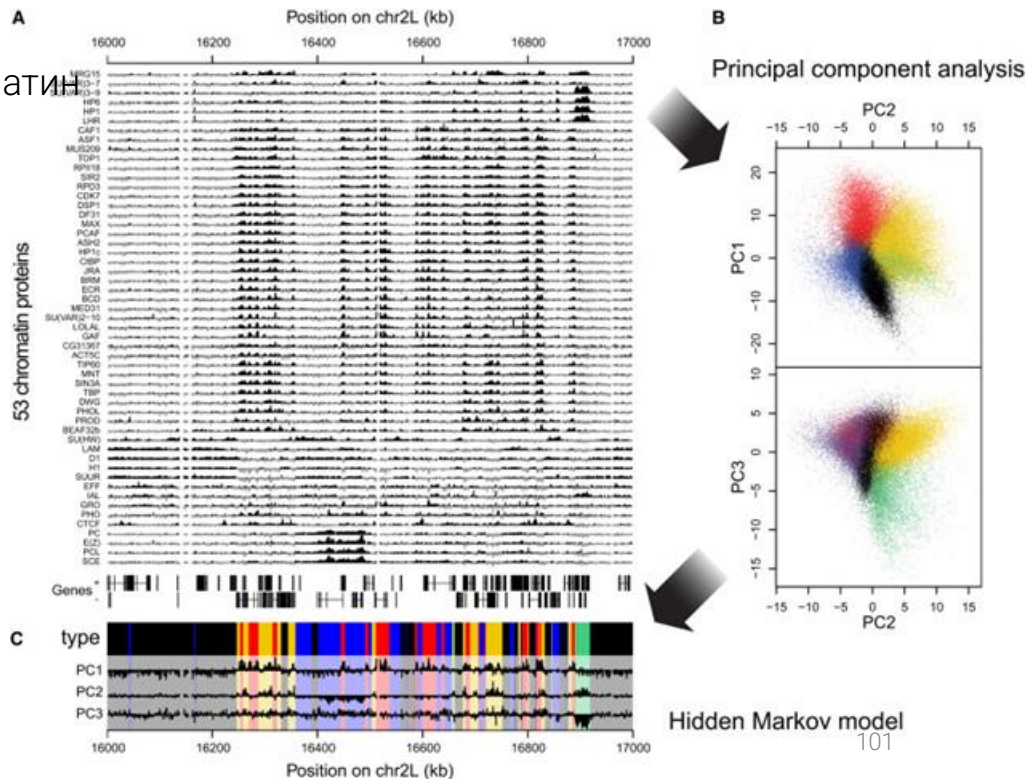 A
Position on chr2L (kb)
16000 16200 16400 16600 16800 17000
атин
53 chromatin proteins
MRG15
HP6
HP1
LHR
CAF1
ASF1
MUS209
TOP1
RPII18
SIR2
RPD3
CDK7
DSP1
DF31
MAX
PCAF
ASH2
HP1c
CtBP
JRA
BRM
ECR
BCD
MED31
SU(VAR)2-10
LOLAL
GAF
CG31367
ACT5C
TIP60
MNT
SIN3A
TBP
DWG
PHOL
PROD
BEAF32b
SU(HW)
LAM
D1
H1
SUUR
EFF
IAL
GRO
PHO
CTCF
PC
E(Z)
PCL
SCE
Genes +
-
C
type
PC1
PC2
PC3
16000 16200 16400 16600 16800 17000
Position on chr2L (kb)
B
Principal component analysis
PC2
-15 -10 -5 0 5 10 15
PC1
20
10
0
-10
-20
PC3
10
5
0
-5
-10
-15
-15 -10 -5 0 5 10 15
PC2
Hidden Markov model
101